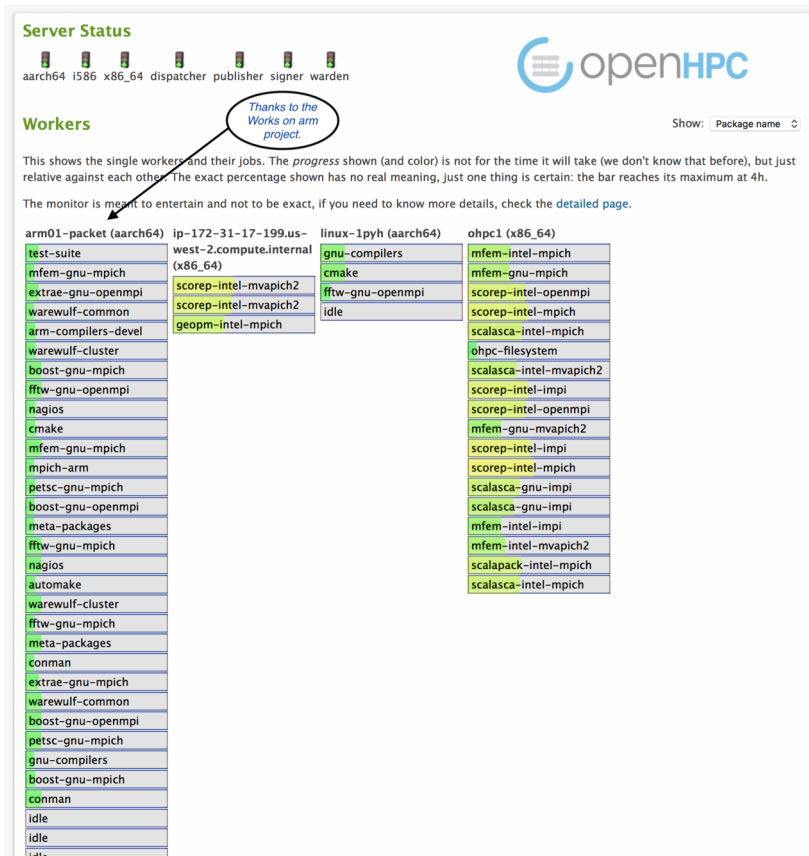 Server Status
aarch64 i586 x86_64 dispatcher publisher signer warden
openHPC
Thanks to the
Works on arm
project.
Workers
Show: Package name
This shows the single workers and their jobs. The progress shown (and color) is not for the time it will take (we don't know that before), but just
relative against each other. The exact percentage shown has no real meaning, just one thing is certain: the bar reaches its maximum at 4h.
The monitor is meant to entertain and not to be exact, if you need to know more details, check the detailed page.
arm01-packet (aarch64)
test-suite
mfem-gnu-mpich
extrae-gnu-openmpi
warewulf-common
arm-compilers-devel
warewulf-cluster
boost-gnu-mpich
fftw-gnu-openmpi
nagios
cmake
mfem-gnu-mpich
mpich-arm
petsc-gnu-mpich
boost-gnu-openmpi
meta-packages
fftw-gnu-mpich
nagios
automake
warewulf-cluster
fftw-gnu-mpich
meta-packages
conman
extrae-gnu-mpich
warewulf-common
boost-gnu-openmpi
petsc-gnu-mpich
gnu-compilers
boost-gnu-mpich
conman
idle
idle
idle
ip-172-31-17-199.us-
west-2.compute.internal
(x86_64)
scorep-intel-mvapich2
scorep-intel-mvapich2
geopm-intel-mpich
linux-1pyh (aarch64)
gnu-compilers
cmake
fftw-gnu-openmpi
idle
ohpc1 (x86_64)
mfem-intel-mpich
mfem-gnu-mpich
scorep-intel-openmpi
scorep-intel-mpich
scalasca-intel-mpich
ohpc-filesystem
scalasca-intel-mvapich2
scorep-intel-impi
scorep-intel-openmpi
mfem-gnu-mvapich2
scorep-intel-impi
scorep-intel-mpich
scalasca-gnu-impi
scalasca-gnu-impi
mfem-intel-impi
mfem-intel-mvapich2
scalapack-intel-mpich
scalasca-intel-mpich